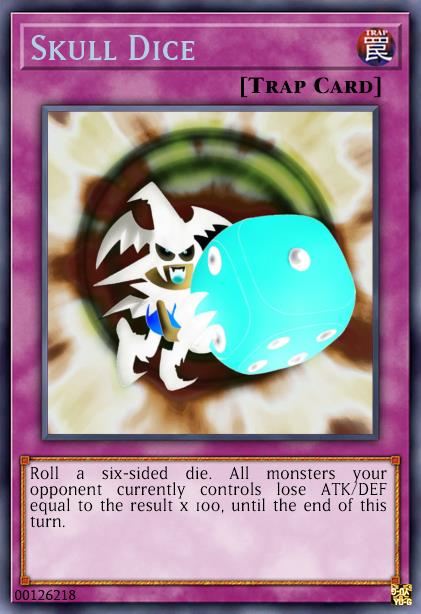 Skull Dice
TRAP
罠
[Trap Card]
Roll a six-sided die. All monsters your
opponent currently controls lose ATK/DEF
equal to the result x 100, until the end of this
turn.
00126218